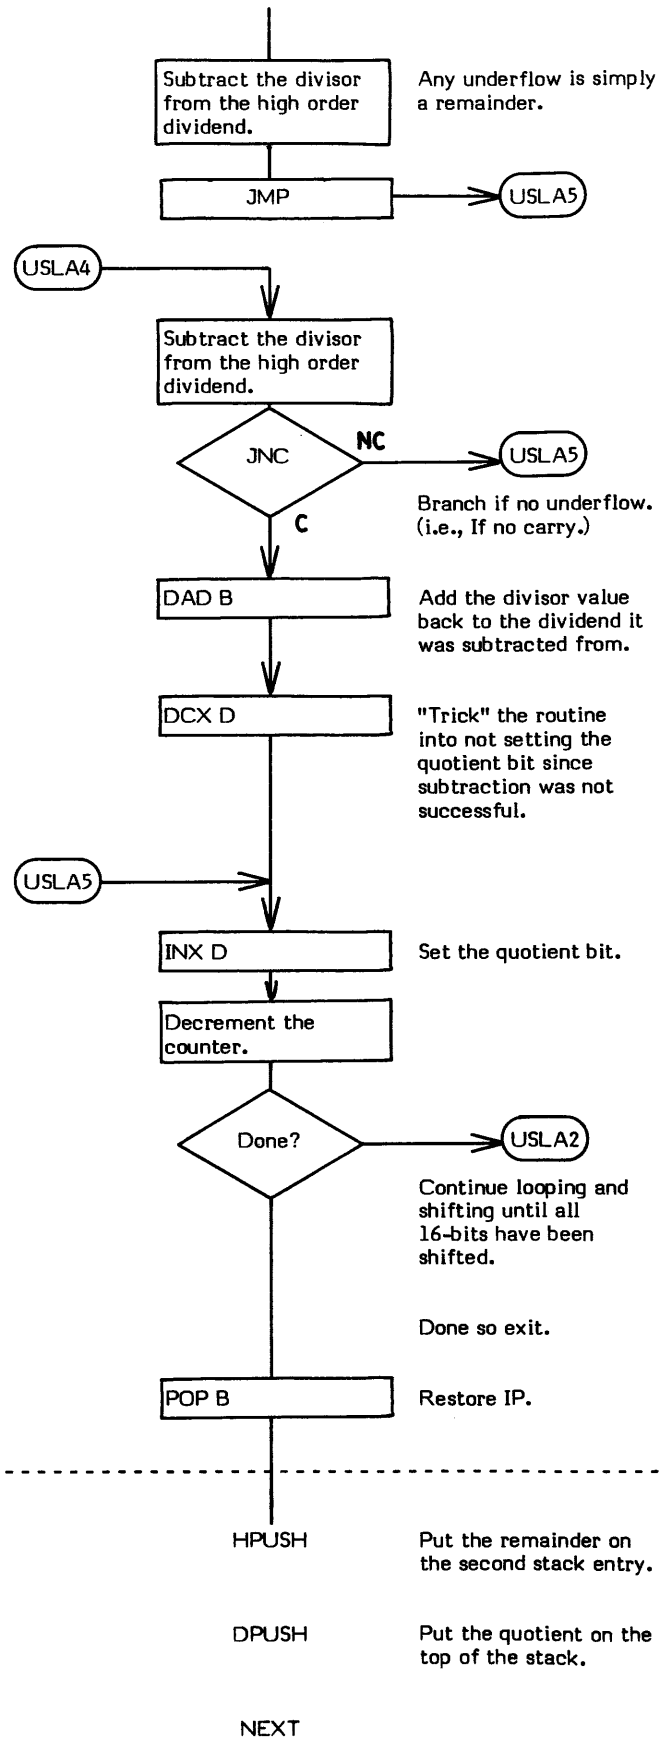 Subtract the divisor
from the high order
dividend.
Any underflow is simply
a remainder.
JMP
USLA5
USLA4
Subtract the divisor
from the high order
dividend.
JNC
NC
USLA5
C
Branch if no underflow.
(i.e., If no carry.)
DAD B
Add the divisor value
back to the dividend it
was subtracted from.
DCX D
"Trick" the routine
into not setting the
quotient bit since
subtraction was not
successful.
USLA5
INX D
Set the quotient bit.
Decrement the
counter.
Done?
USLA2
Continue looping and
shifting until all
16-bits have been
shifted.
Done so exit.
POP B
Restore IP.
HPUSH
Put the remainder on
the second stack entry.
DPUSH
Put the quotient on the
top of the stack.
NEXT